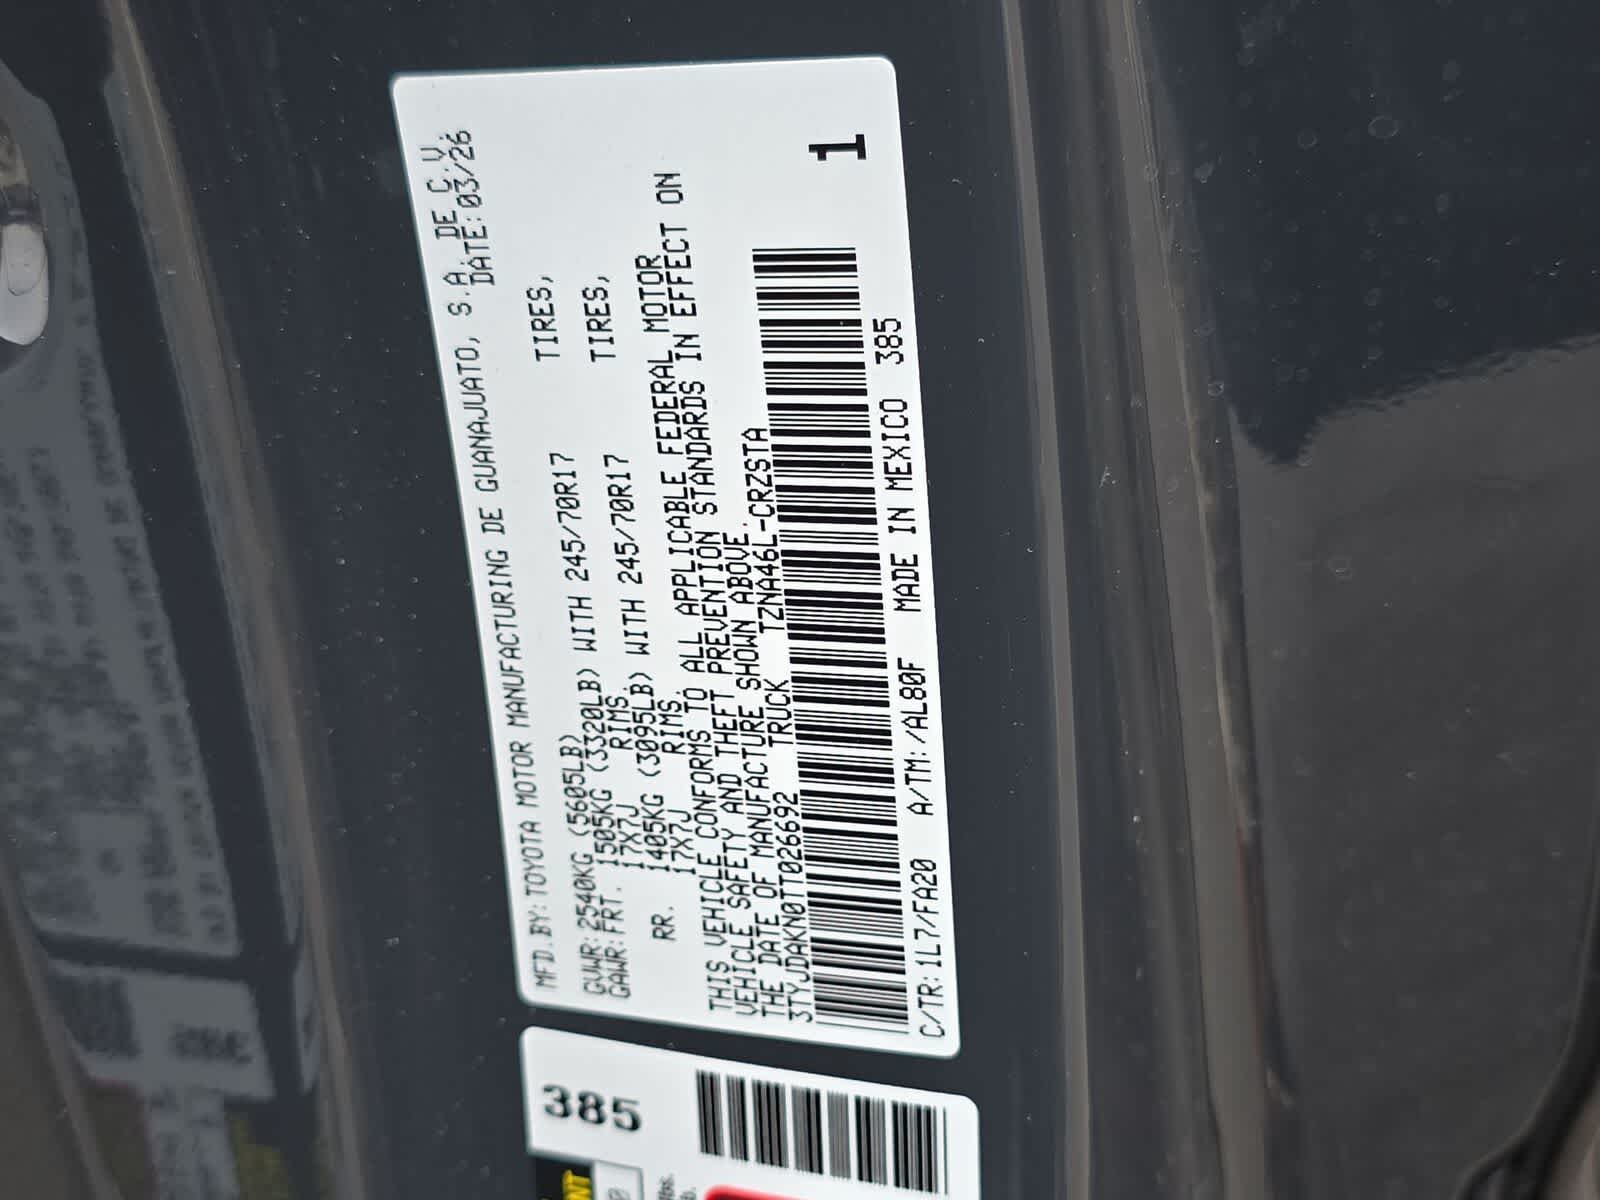 MFD.BY:TOYOTA MOTOR MANUFACTURING DE GUANAJUATO, S.A. DE C.V.
DATE:03/26
GVWR:2540KG (5605LB)
GAWR:FRT. 1505KG (3320LB) WITH 245/70R17 TIRES,
17X7J RIMS.
RR. 1405KG (3095LB) WITH 245/70R17 TIRES,
17X7J RIMS.
THIS VEHICLE CONFORMS TO ALL APPLICABLE FEDERAL MOTOR
VEHICLE SAFETY AND THEFT PREVENTION STANDARDS IN EFFECT ON
THE DATE OF MANUFACTURE SHOWN ABOVE.
3TYJDAKN0TT026692 TRUCK TZNA46L-CRZSTA
1
C/TR:1L7/FA20 A/TM:/AL80F MADE IN MEXICO 385
385